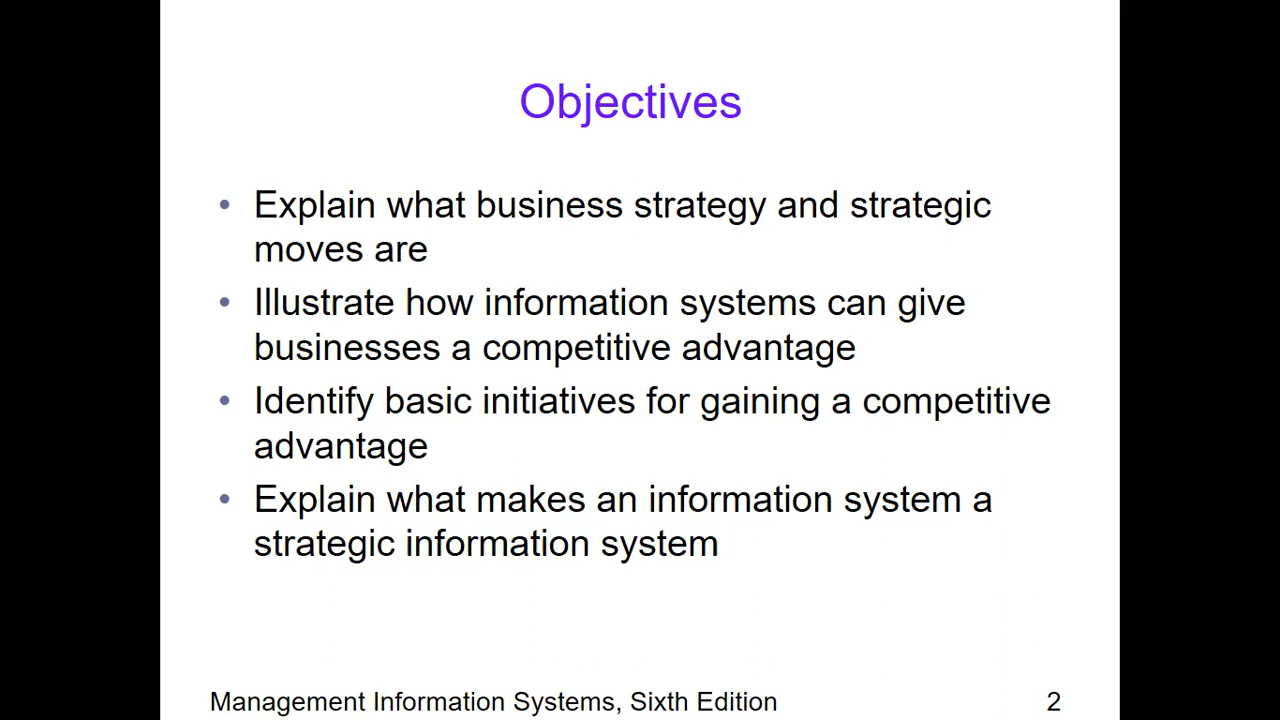 Objectives
• Explain what business strategy and strategic
moves are
• Illustrate how information systems can give
businesses a competitive advantage
• Identify basic initiatives for gaining a competitive
advantage
• Explain what makes an information system a
strategic information system
Management Information Systems, Sixth Edition 2